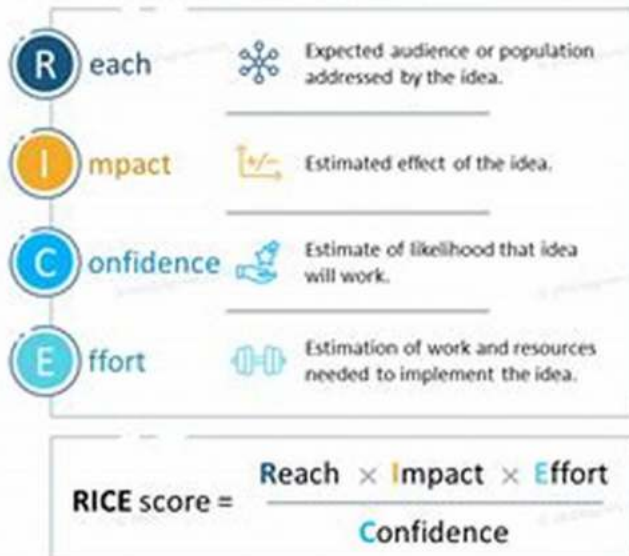 Reach
Expected audience or population
addressed by the idea.
Impact
+/-
Estimated effect of the idea.
Confidence
Estimate of likelihood that idea
will work.
Effort
Estimation of work and resources
needed to implement the idea.
Reach × Impact × Effort
RICE score =
Confidence